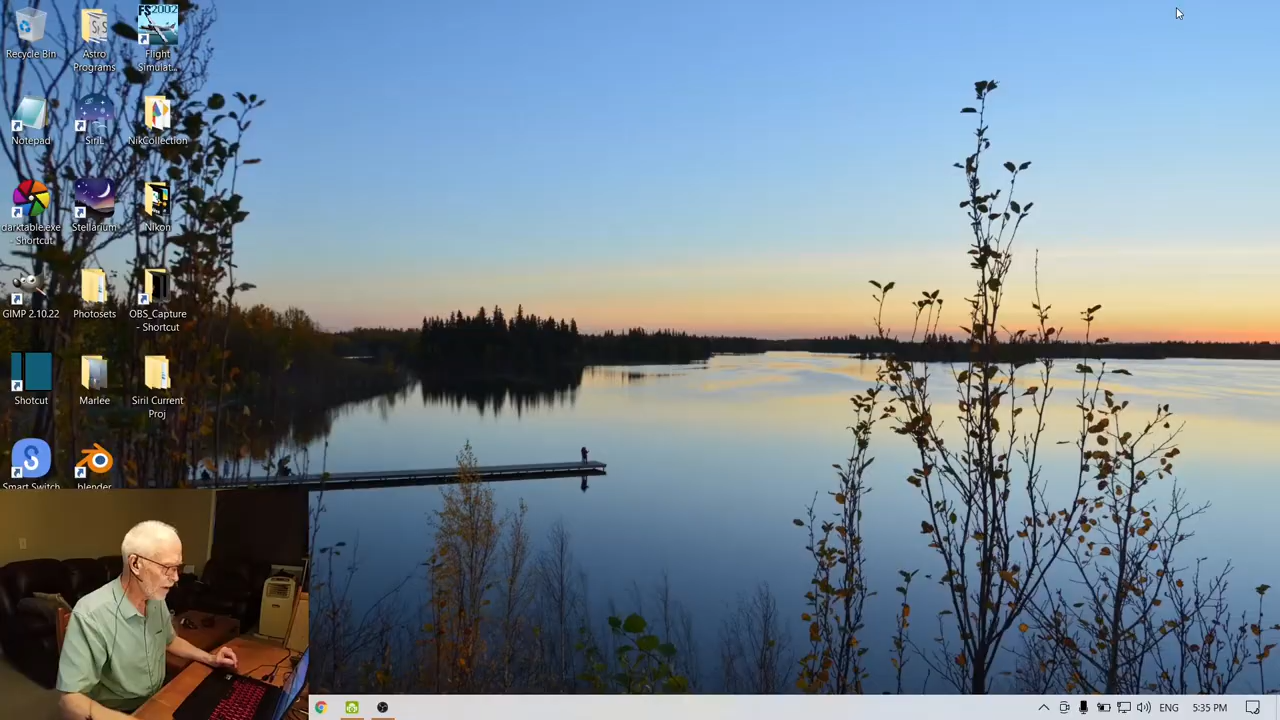 Recycle Bin
Astro
Programs
FS2002
Flight
Simulat...
Notepad
SiriL
NikCollection
darktable.exe
- Shortcut
Stellarium
Nikon
GIMP 2.10.22
Photosets
OBS_Capture
- Shortcut
Shotcut
Marlee
Siril Current
Proj
Smart Switch
blender
ENG
5:35 PM